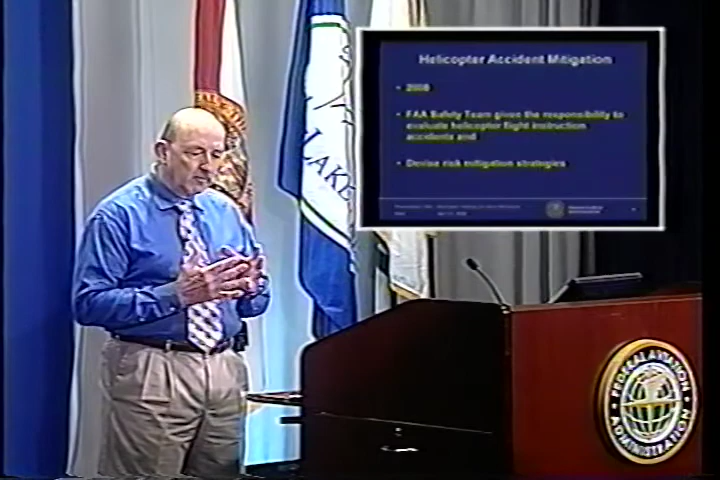 Helicopter Accident Mitigation
• 2008
• FAA Safety Team given the responsibility to
evaluate helicopter flight instruction
accidents and
• Devise risk mitigation strategies
LAKE
FEDERAL AVIATION
ADMINISTRATION